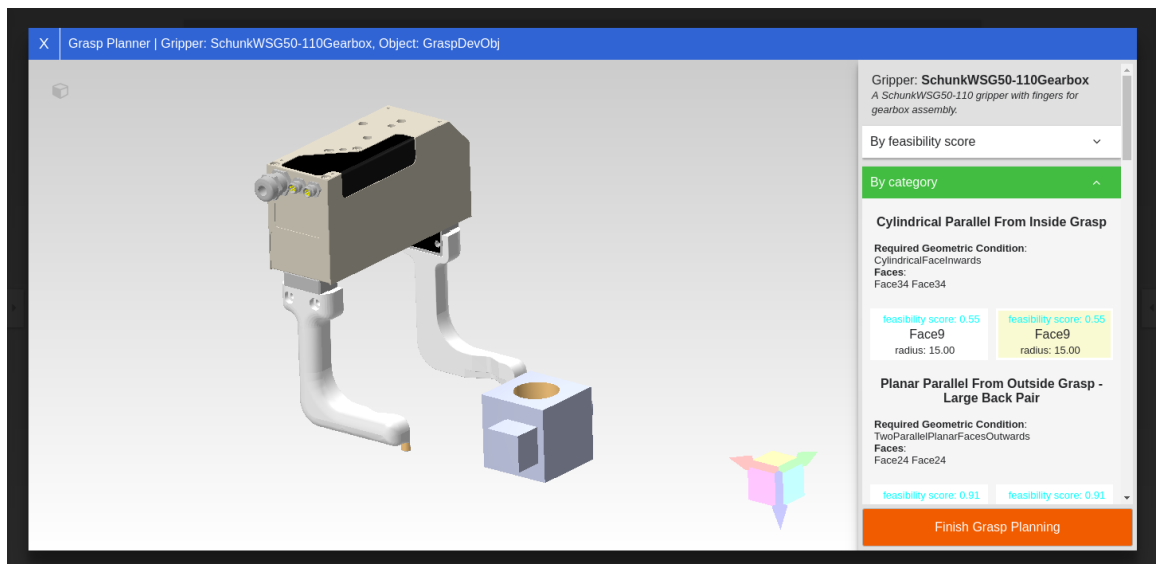 X Grasp Planner | Gripper: SchunkWSG50-110Gearbox, Object: GraspDevObj
Gripper: SchunkWSG50-110Gearbox
A SchunkWSG50-110 gripper with fingers for
gearbox assembly.
By feasibility score
By category
Cylindrical Parallel From Inside Grasp
Required Geometric Condition:
CylindricalFaceInwards
Faces:
Face34 Face34
feasibility score: 0.55 feasibility score: 0.55
Face9 Face9
radius: 15.00 radius: 15.00
Planar Parallel From Outside Grasp -
Large Back Pair
Required Geometric Condition:
TwoParallelPlanarFacesOutwards
Faces:
Face24 Face24
feasibility score: 0.91 feasibility score: 0.91
Finish Grasp Planning